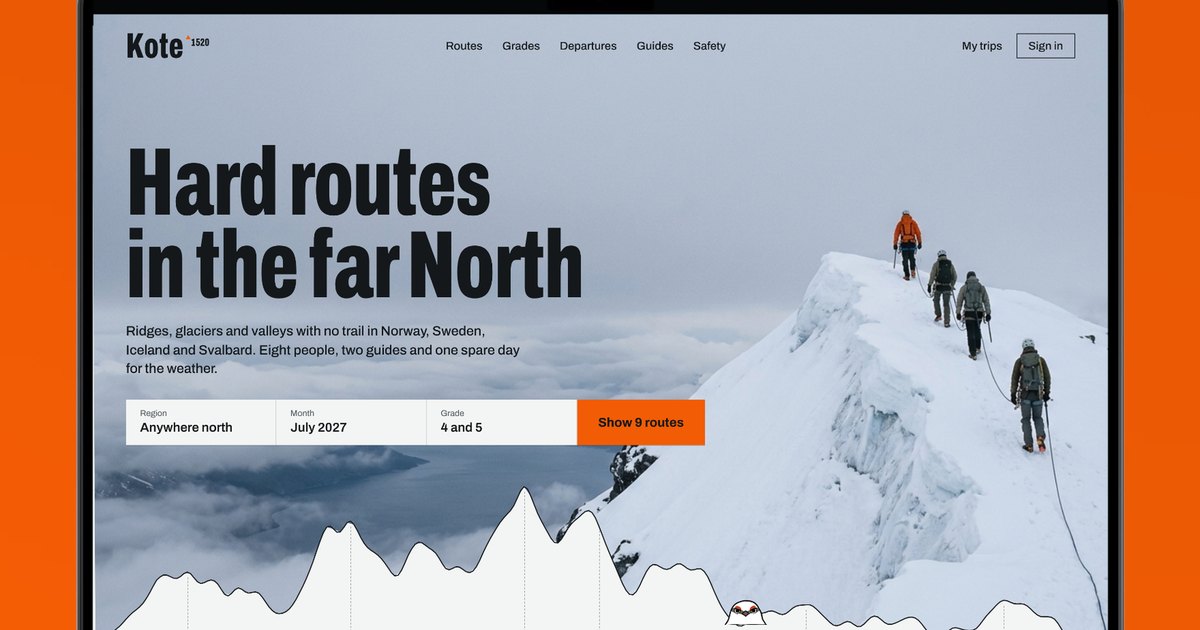 Kote 1520
Routes Grades Departures Guides Safety
My trips Sign in
Hard routes
in the far North
Ridges, glaciers and valleys with no trail in Norway, Sweden,
Iceland and Svalbard. Eight people, two guides and one spare day
for the weather.
Region
Anywhere north
Month
July 2027
Grade
4 and 5
Show 9 routes